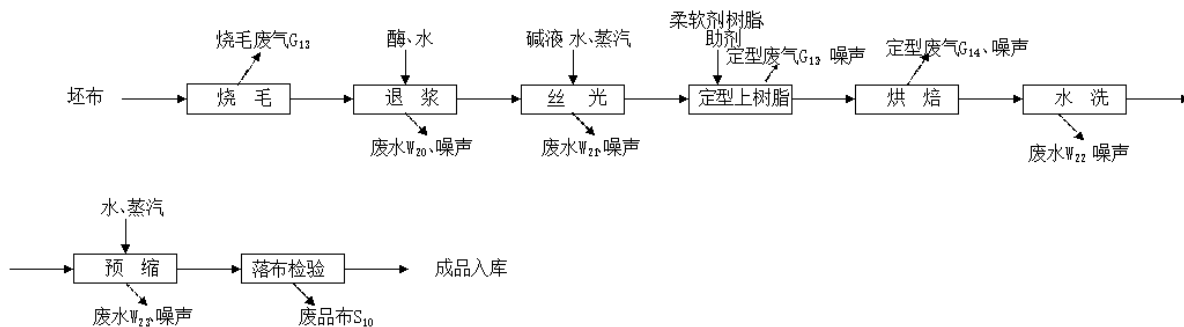 烧毛废气G₁₃
酶、水
碱液 水、蒸汽
柔软剂树脂、
助剂
定型废气G₁₃、噪声
定型废气G₁₄、噪声
坯布
烧 毛
退 浆
丝 光
定型上树脂
烘 焙
水 洗
废水W₂₀、噪声
废水W₂₁、噪声
废水W₂₂ 噪声
水、蒸汽
预 缩
落布检验
成品入库
废水W₂₃、噪声
废品布S₁₀